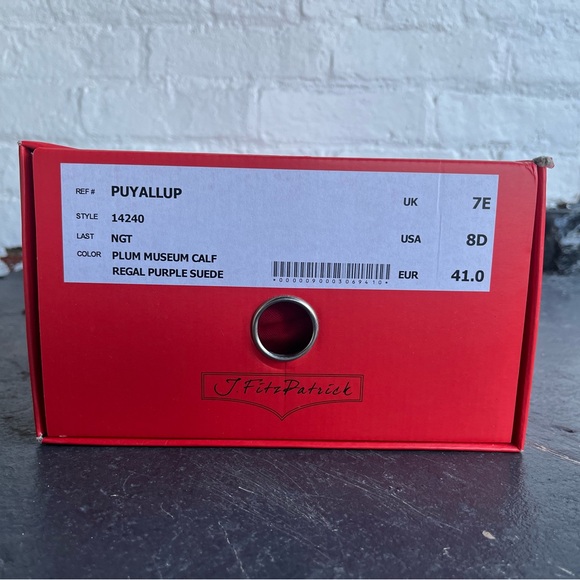 REF # PUYALLUP
STYLE 14240
LAST NGT
COLOR PLUM MUSEUM CALF
REGAL PURPLE SUEDE
UK 7E
USA 8D
EUR 41.0
*0000090003069410*
J FitzPatrick